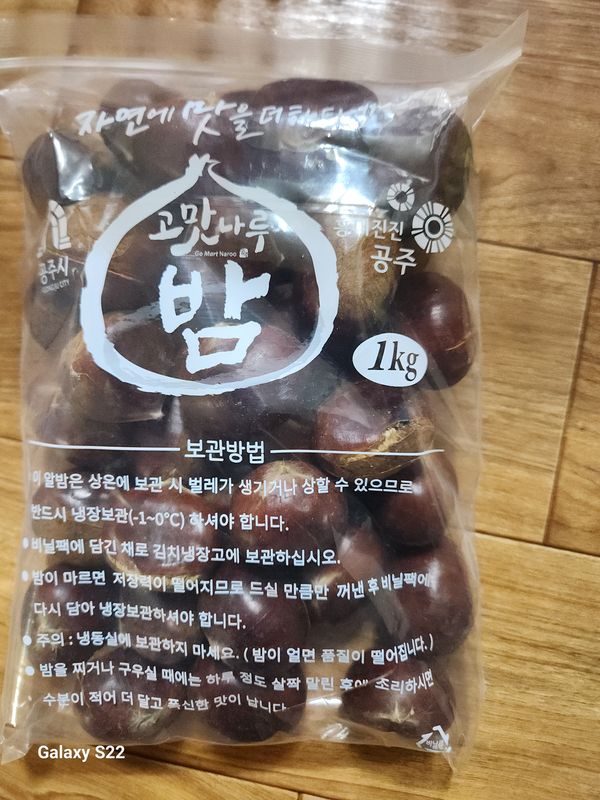 자연에 맛을 더하다
고맛나루
Go Mat Naroo
밤
공주시
GONGJU CITY
흥미진진
공주
1kg
보관방법
이 알밤은 상온에 보관 시 벌레가 생기거나 상할 수 있으므로
반드시 냉장보관(-1~0℃) 하셔야 합니다.
비닐팩에 담긴 채로 김치냉장고에 보관하십시오.
밤이 마르면 저장력이 떨어지므로 드실 만큼만 꺼낸 후 비닐팩에
다시 담아 냉장보관하셔야 합니다.
주의 : 냉동실에 보관하지 마세요. ( 밤이 얼면 품질이 떨어집니다. )
밤을 찌거나 구우실 때에는 하루 정도 살짝 말린 후에 조리하시면
수분이 적어 더 달고 폭신한 맛이 납니다.
비닐류
Galaxy S22